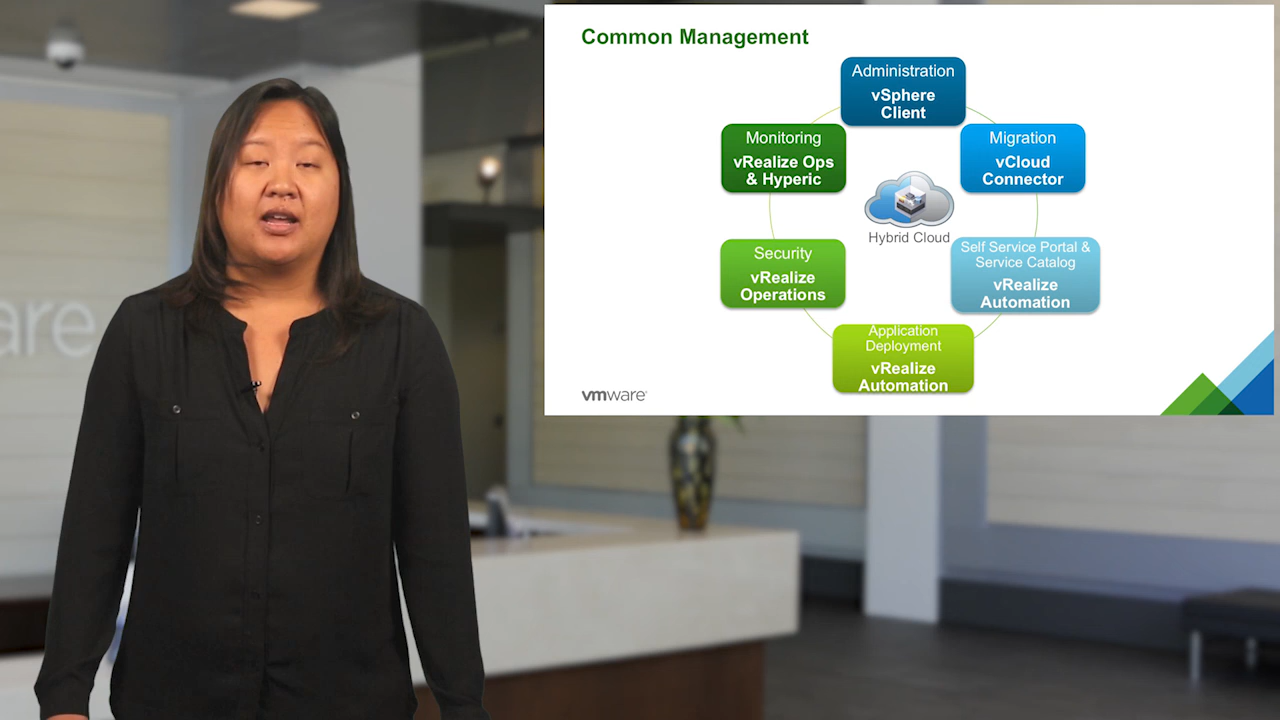 Common Management
Administration
vSphere
Client
Monitoring
vRealize Ops
& Hyperic
Migration
vCloud
Connector
Hybrid Cloud
Security
vRealize
Operations
Self Service Portal &
Service Catalog
vRealize
Automation
Application
Deployment
vRealize
Automation
vmware
are